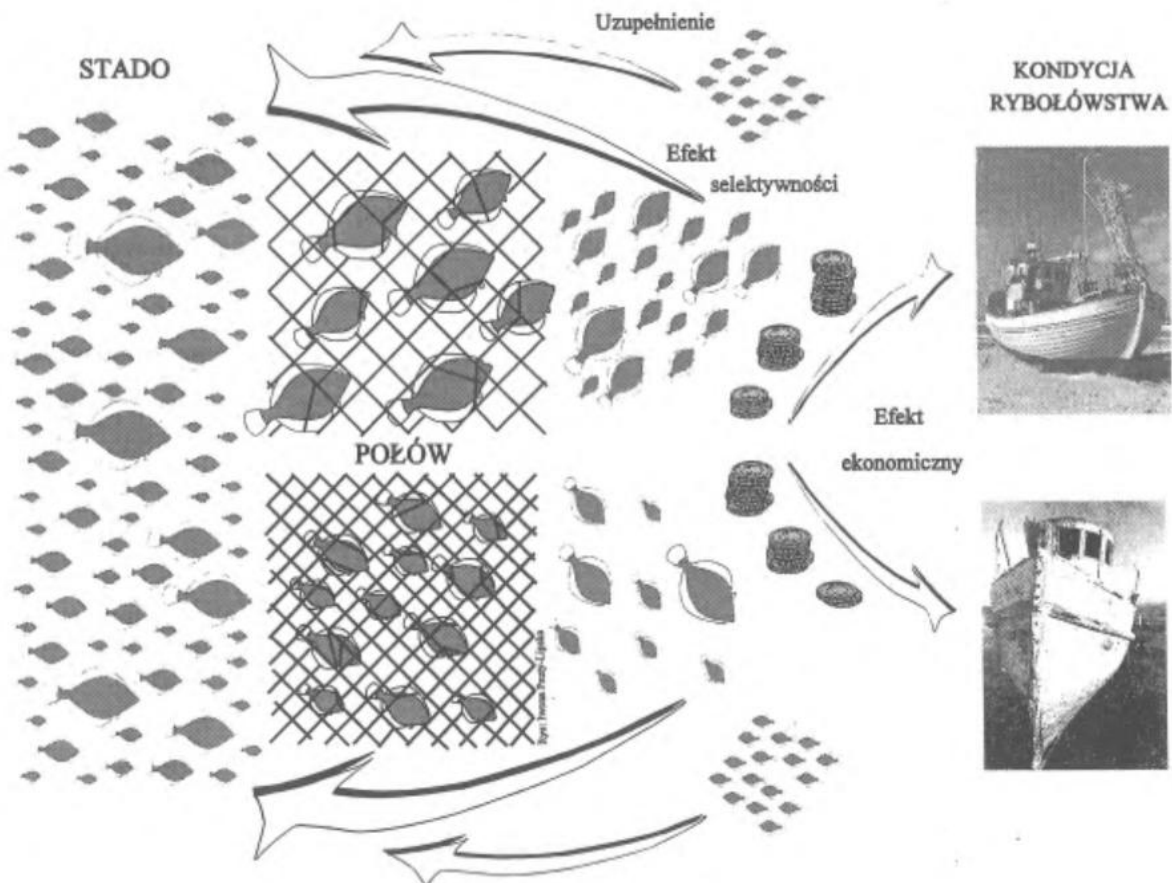 Uzupełnienie
STADO
KONDYCJA
RYBOŁÓWSTWA
Efekt
selektywności
POŁÓW
Efekt
ekonomiczny